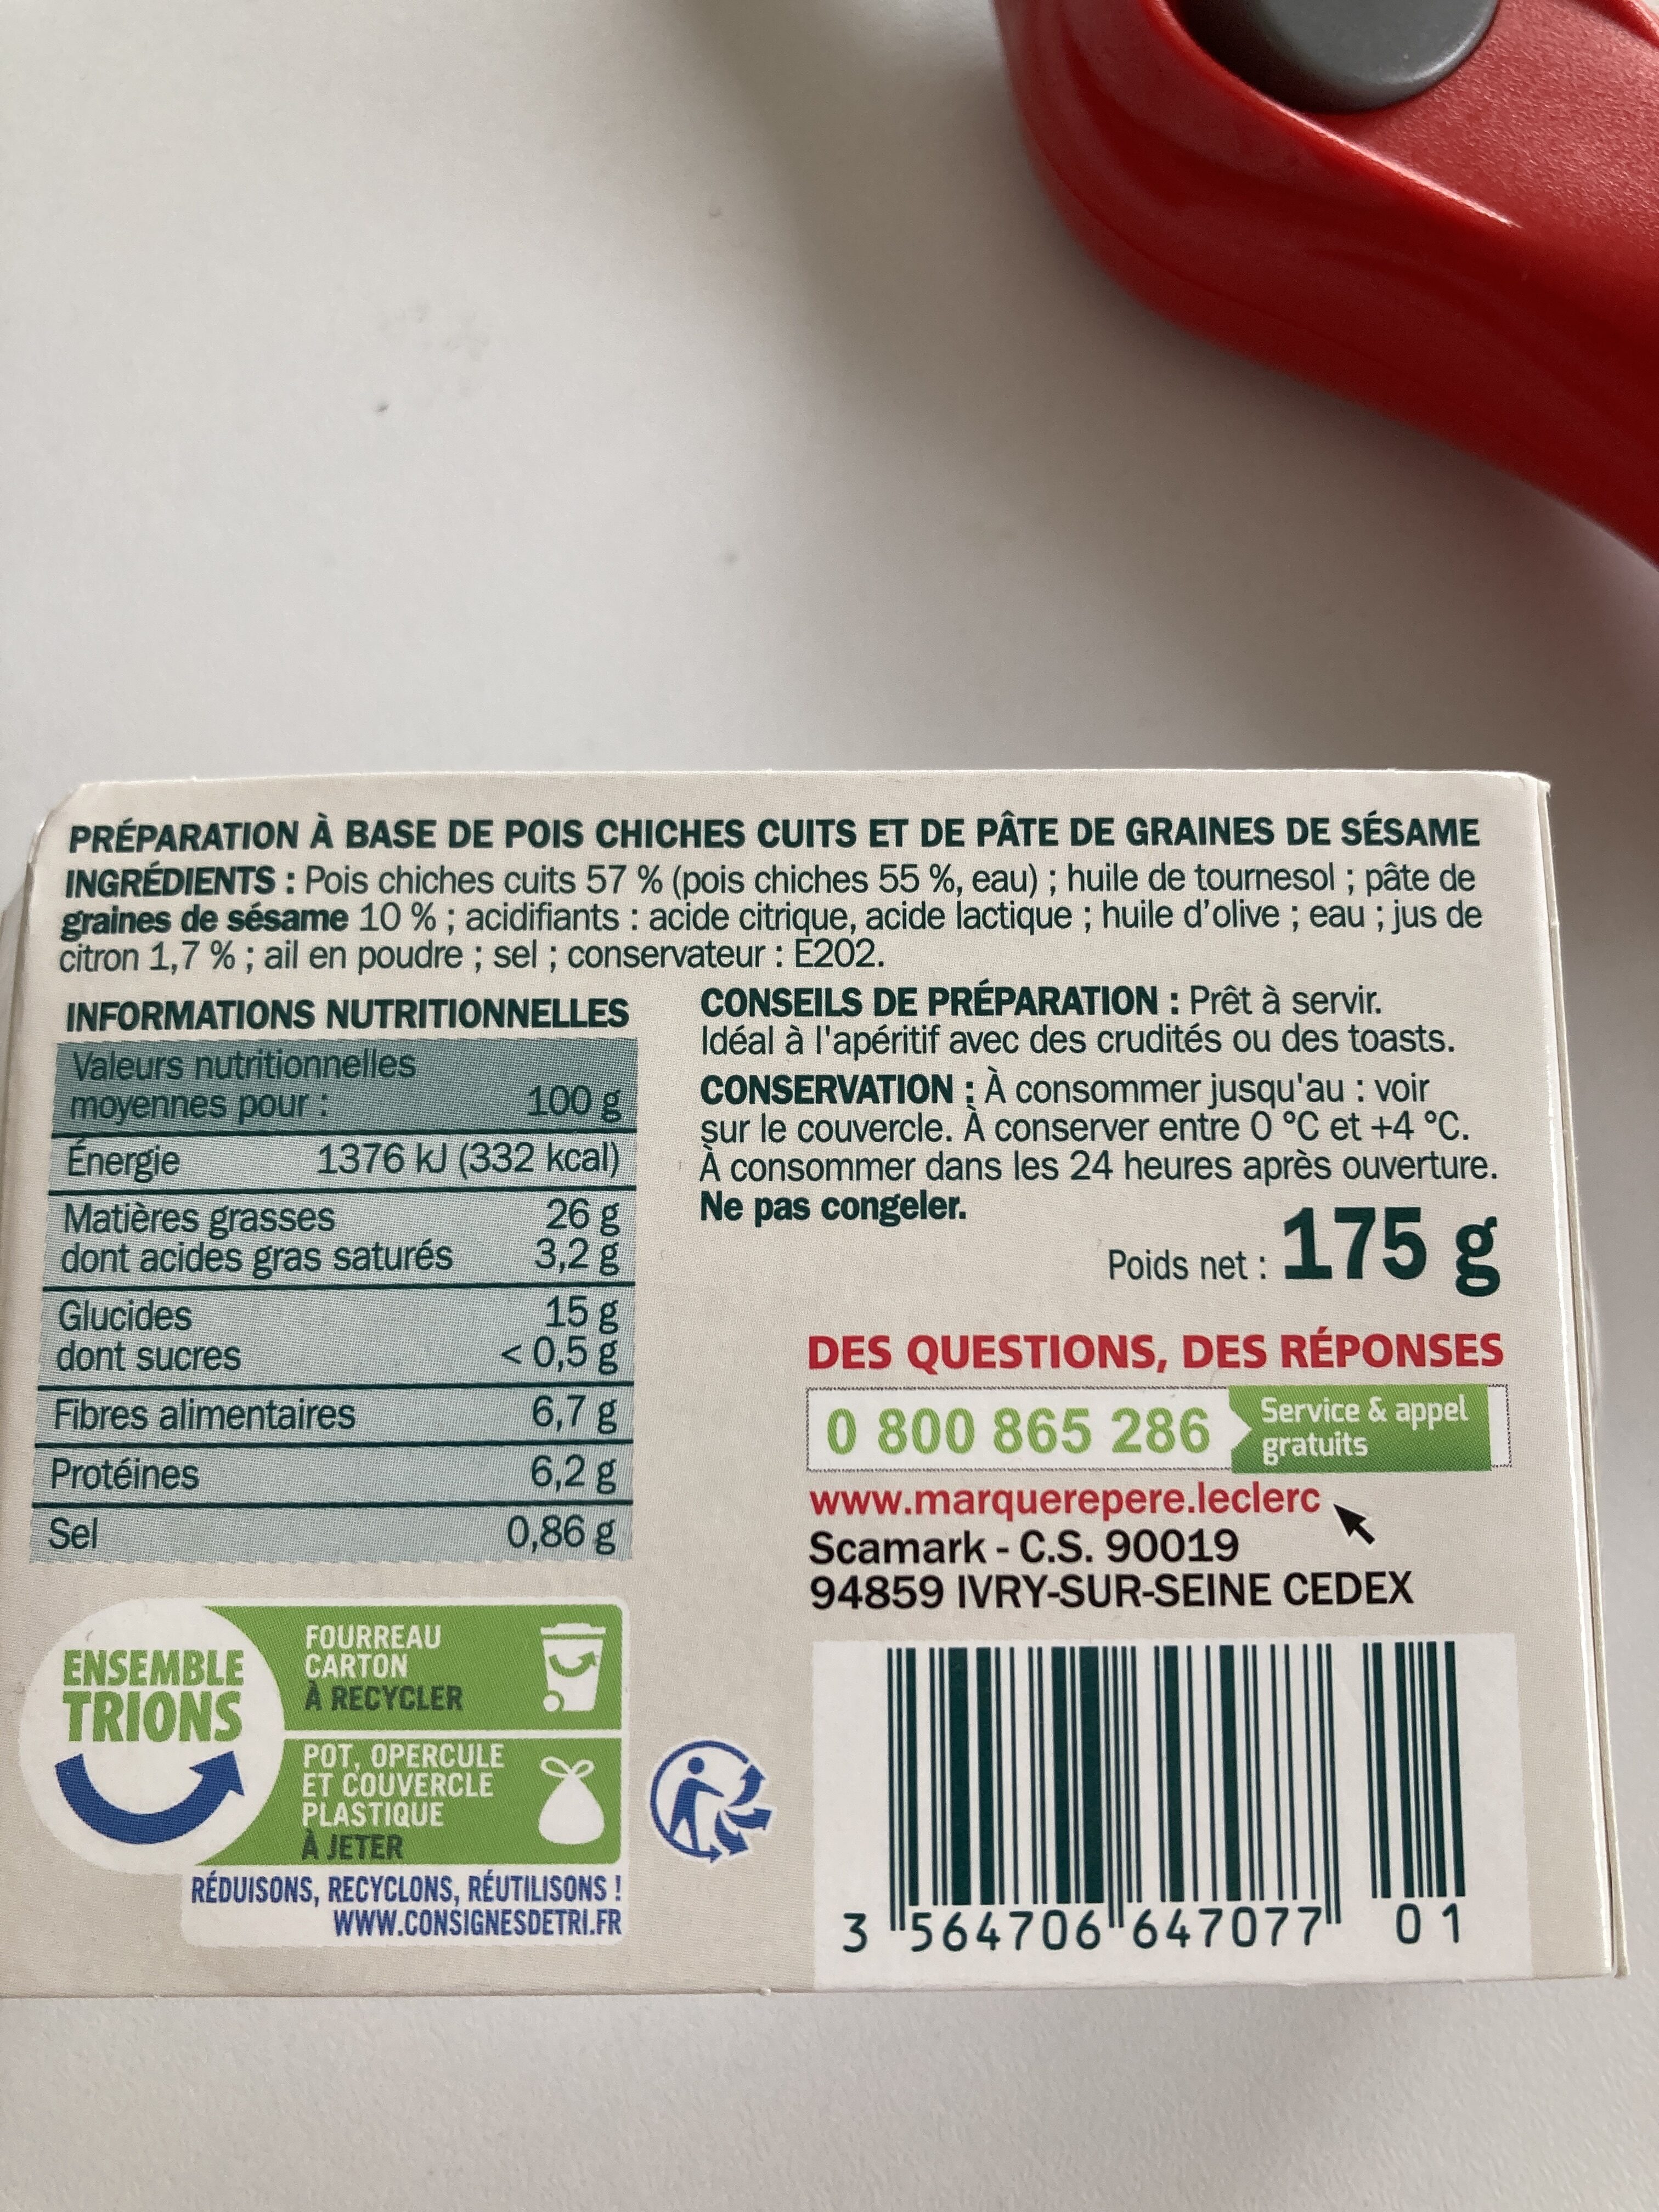 PRÉPARATION À BASE DE POIS CHICHES CUITS ET DE PÂTE DE GRAINES DE SÉSAME
INGRÉDIENTS : Pois chiches cuits 57 % (pois chiches 55 %, eau) ; huile de tournesol ; pâte de
graines de sésame 10 % ; acidifiants : acide citrique, acide lactique ; huile d'olive ; eau ; jus de
citron 1,7 % ; ail en poudre ; sel ; conservateur : E202.
INFORMATIONS NUTRITIONNELLES
Valeurs nutritionnelles
moyennes pour : 100 g
Énergie 1376 kJ (332 kcal)
Matières grasses 26 g
dont acides gras saturés 3,2 g
Glucides 15 g
dont sucres < 0,5 g
Fibres alimentaires 6,7 g
Protéines 6,2 g
Sel 0,86 g
CONSEILS DE PRÉPARATION : Prêt à servir.
Idéal à l'apéritif avec des crudités ou des toasts.
CONSERVATION : À consommer jusqu'au : voir
sur le couvercle. À conserver entre 0 °C et +4 °C.
À consommer dans les 24 heures après ouverture.
Ne pas congeler.
Poids net : 175 g
DES QUESTIONS, DES RÉPONSES
0 800 865 286 Service & appel
gratuits
www.marquerepere.leclerc
Scamark - C.S. 90019
94859 IVRY-SUR-SEINE CEDEX
ENSEMBLE
TRIONS
FOURREAU
CARTON
À RECYCLER
POT, OPERCULE
ET COUVERCLE
PLASTIQUE
À JETER
RÉDUISONS, RECYCLONS, RÉUTILISONS !
WWW.CONSIGNESDETRI.FR
3 564706 647077 01